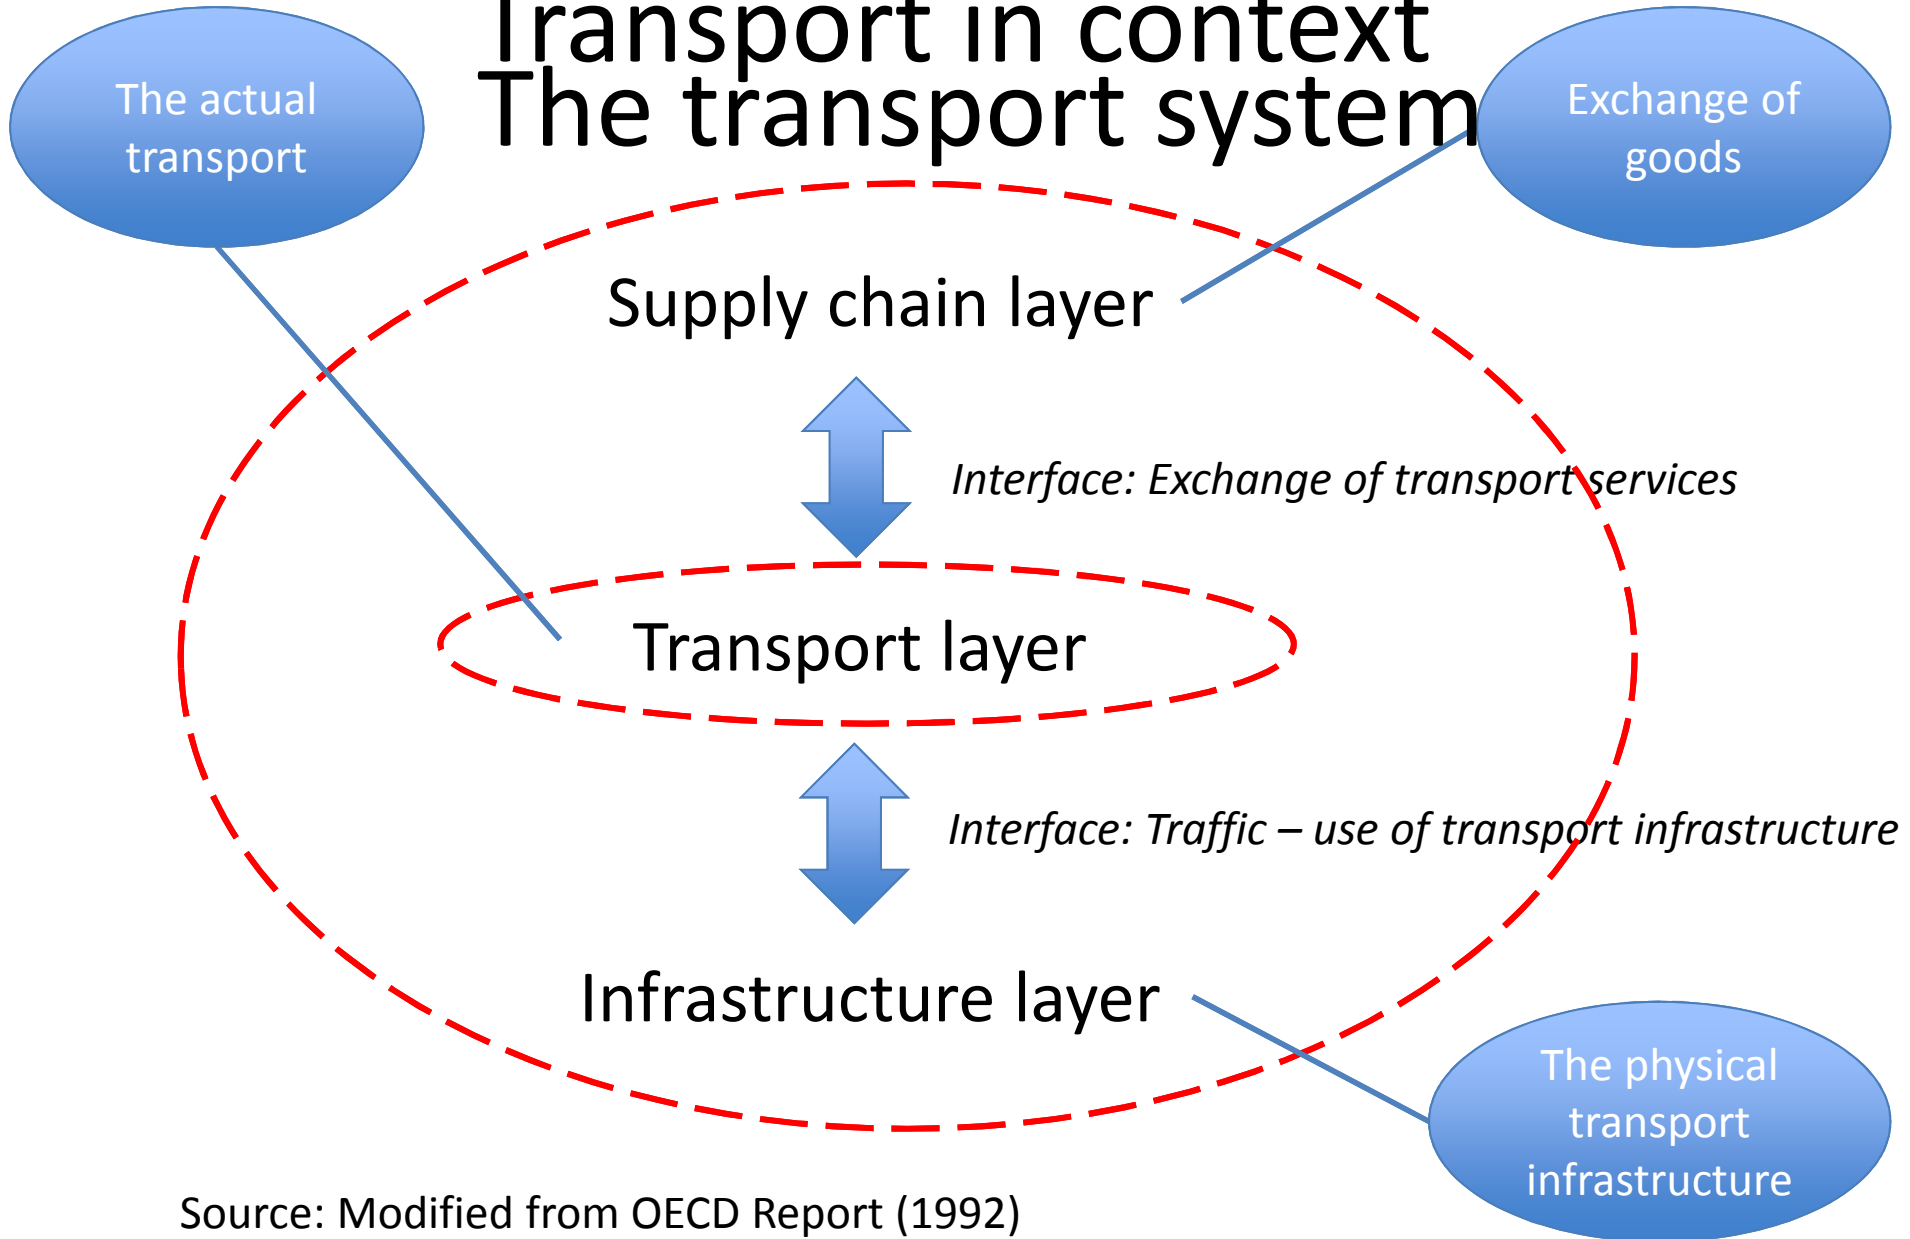 Transport in context
The transport system
The actual
transport
Exchange of
goods
Supply chain layer
Interface: Exchange of transport services
Transport layer
Interface: Traffic – use of transport infrastructure
Infrastructure layer
The physical
transport
infrastructure
Source: Modified from OECD Report (1992)